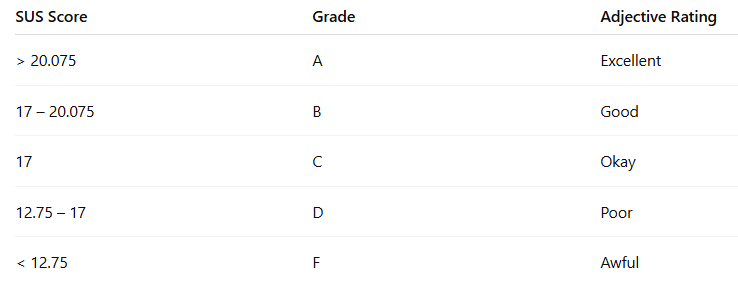 SUS Score Grade Adjective Rating
> 20.075 A Excellent
17 – 20.075 B Good
17 C Okay
12.75 – 17 D Poor
< 12.75 F Awful